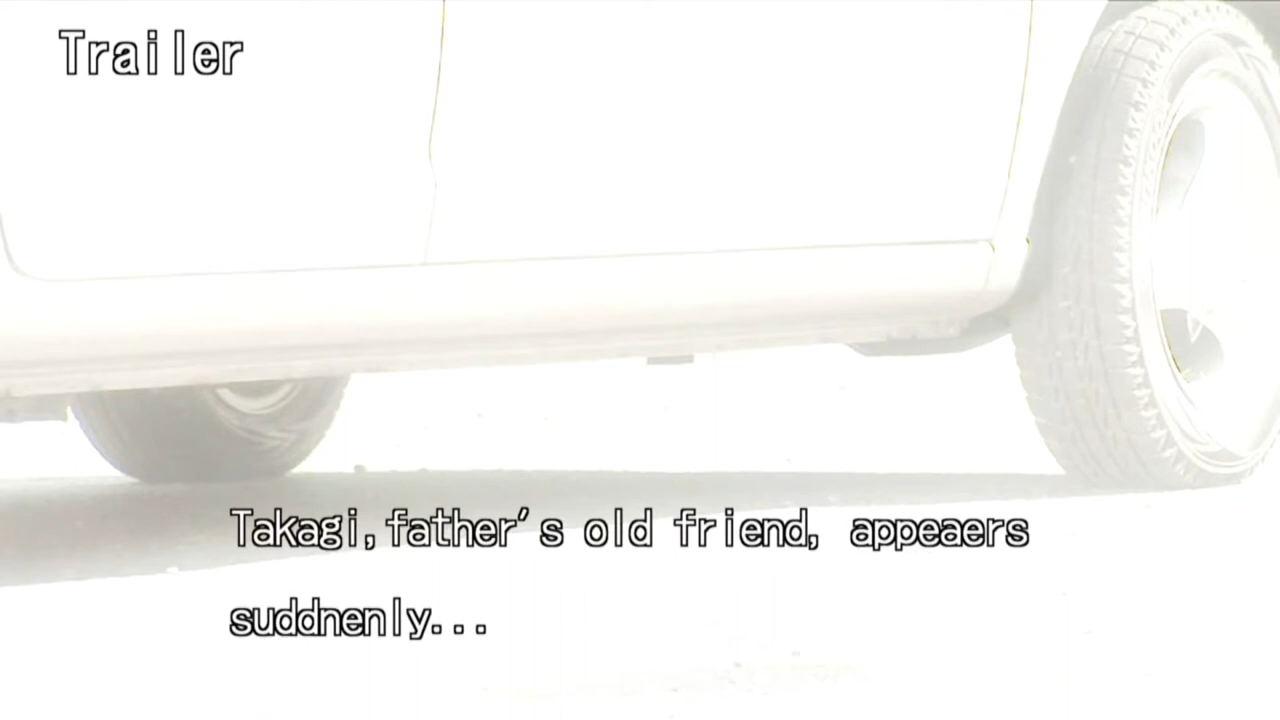 Trailer
Takagi, father's old friend, appeaers
suddnenly...